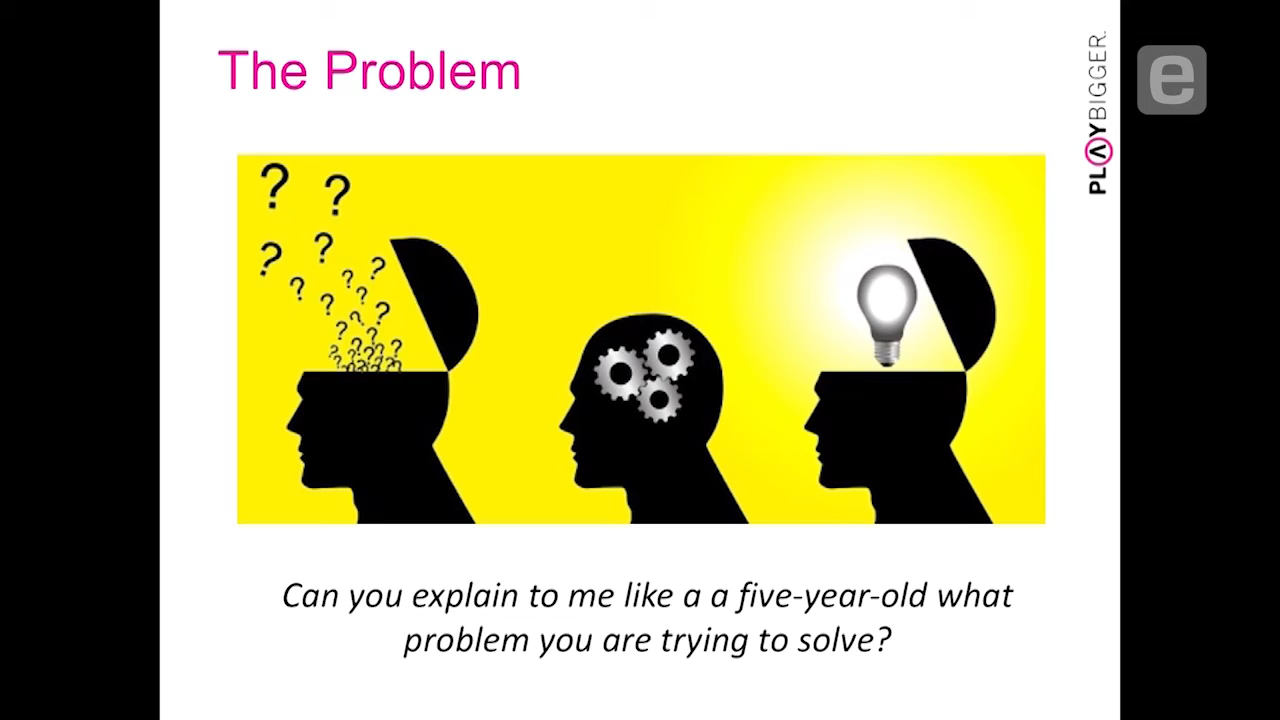 The Problem
PLAYBIGGER.
e
? ? ? ? ? ? ? ? ? ? ? ? ? ? ? ? ? ? ? ? ?
Can you explain to me like a a five-year-old what
problem you are trying to solve?